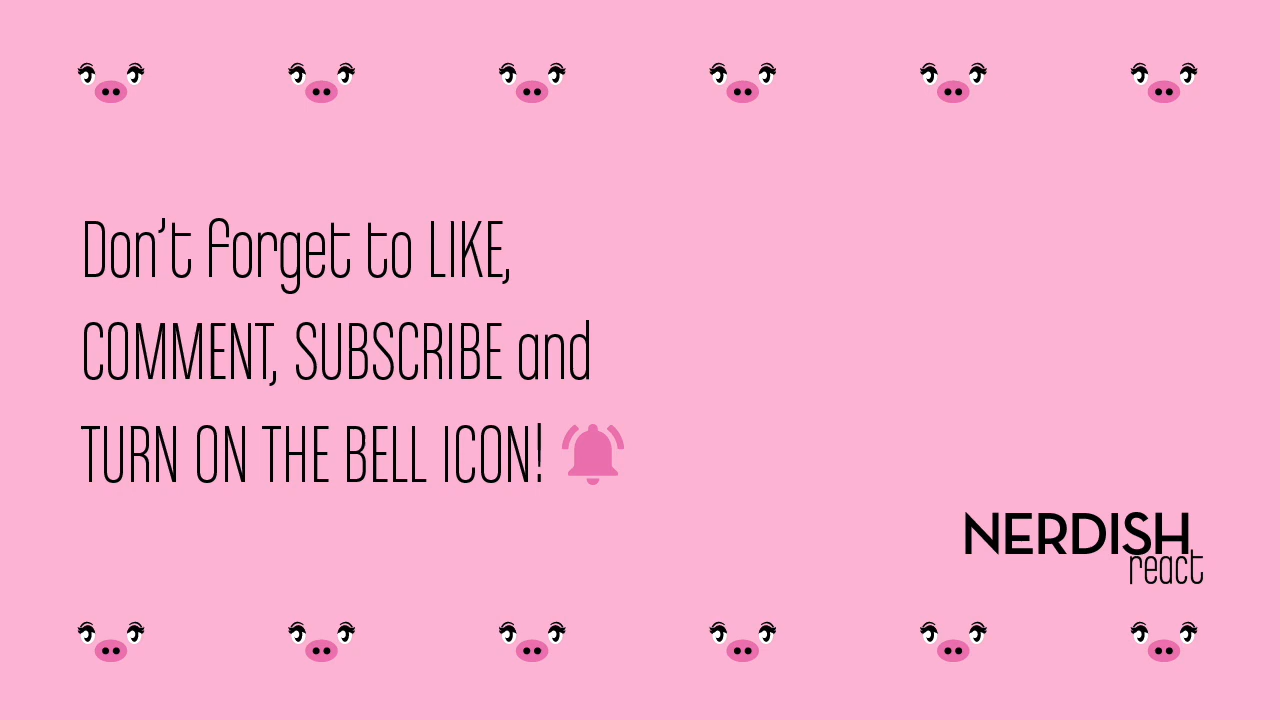 Don’t forget to LIKE,
COMMENT, SUBSCRIBE and
TURN ON THE BELL ICON!
NERDISH
react